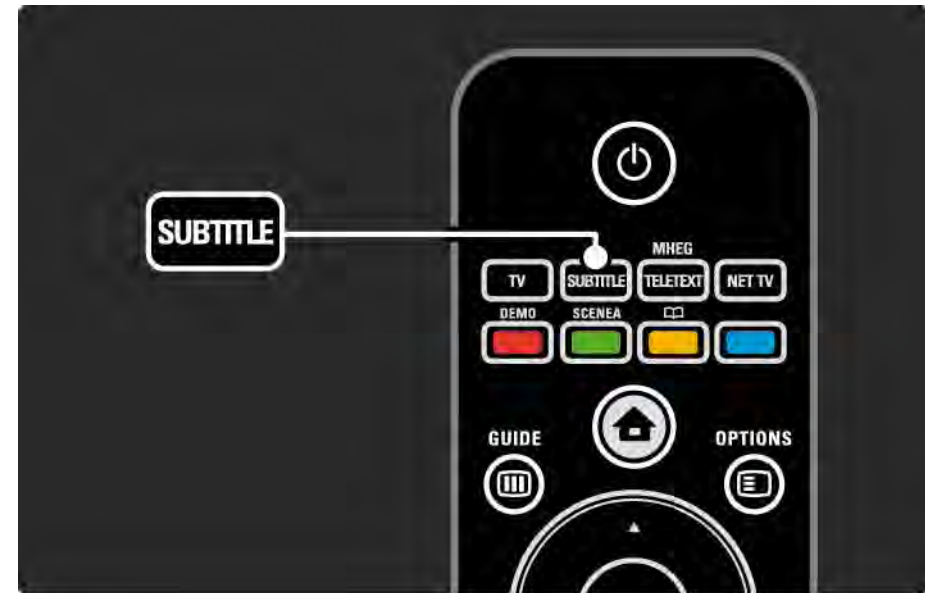 SUBTITLE
MHEG
TV SUBTITLE TELETEXT NET TV
DEMO SCENEA
GUIDE OPTIONS